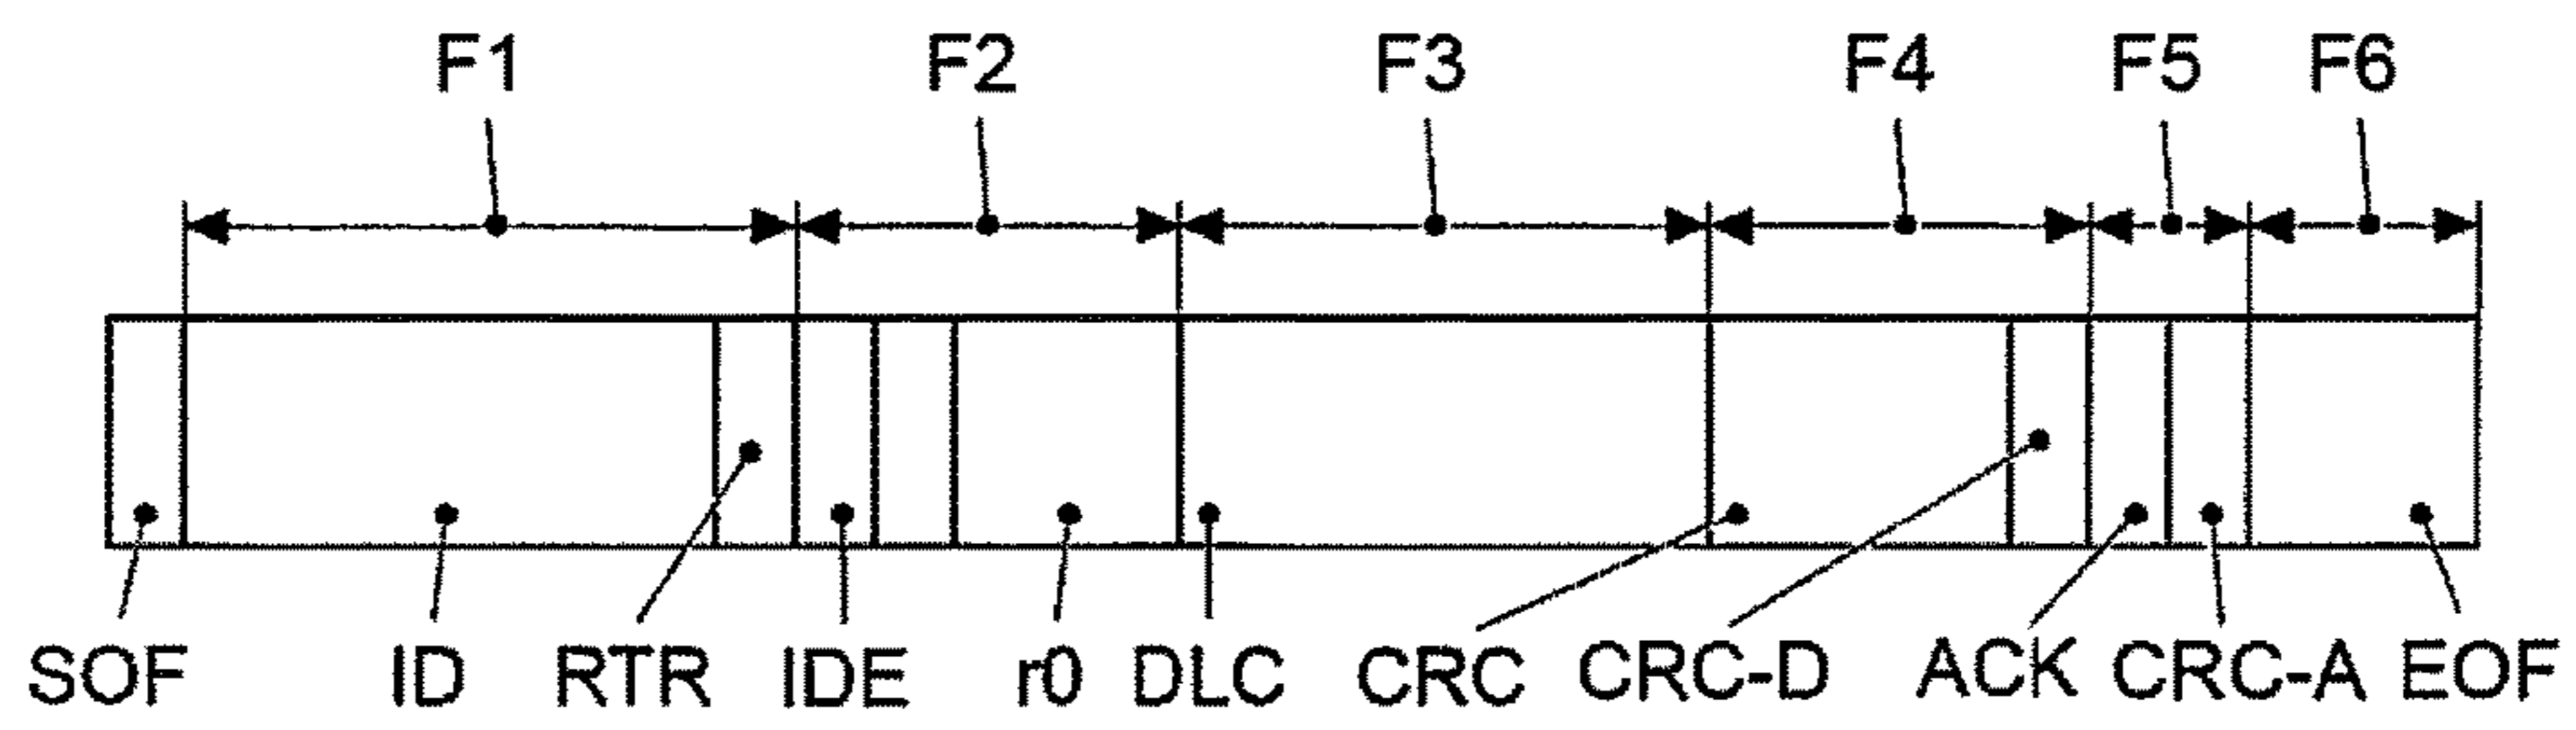 F1 F2 F3 F4 F5 F6
SOF ID RTR IDE r0 DLC CRC CRC-D ACK CRC-A EOF